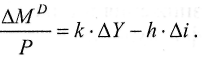 ΔM^D / P = k · ΔY − h · Δi .